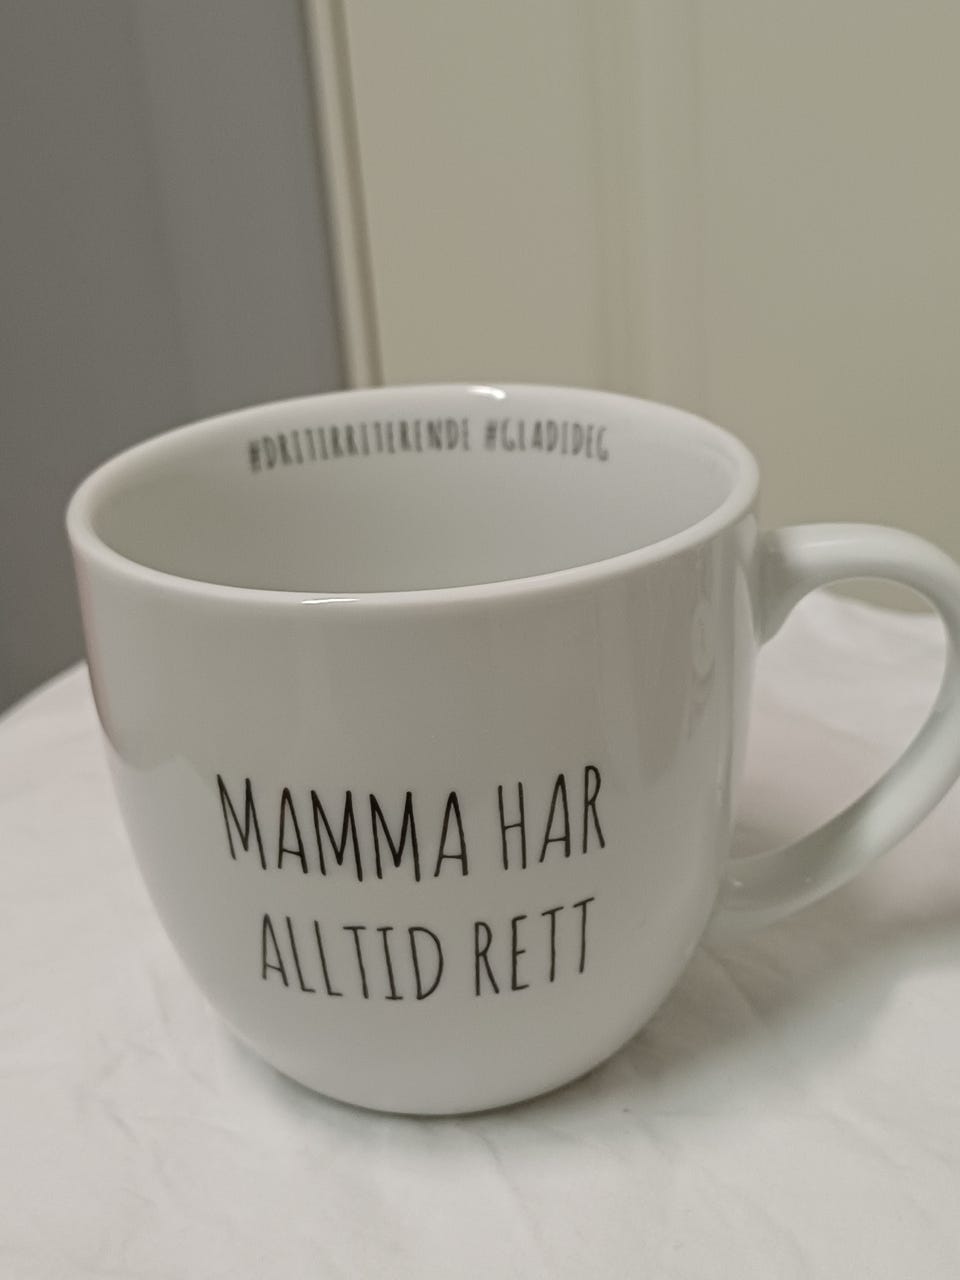 #DRITIRRITERENDE #GLADIDEG
MAMMA HAR
ALLTID RETT